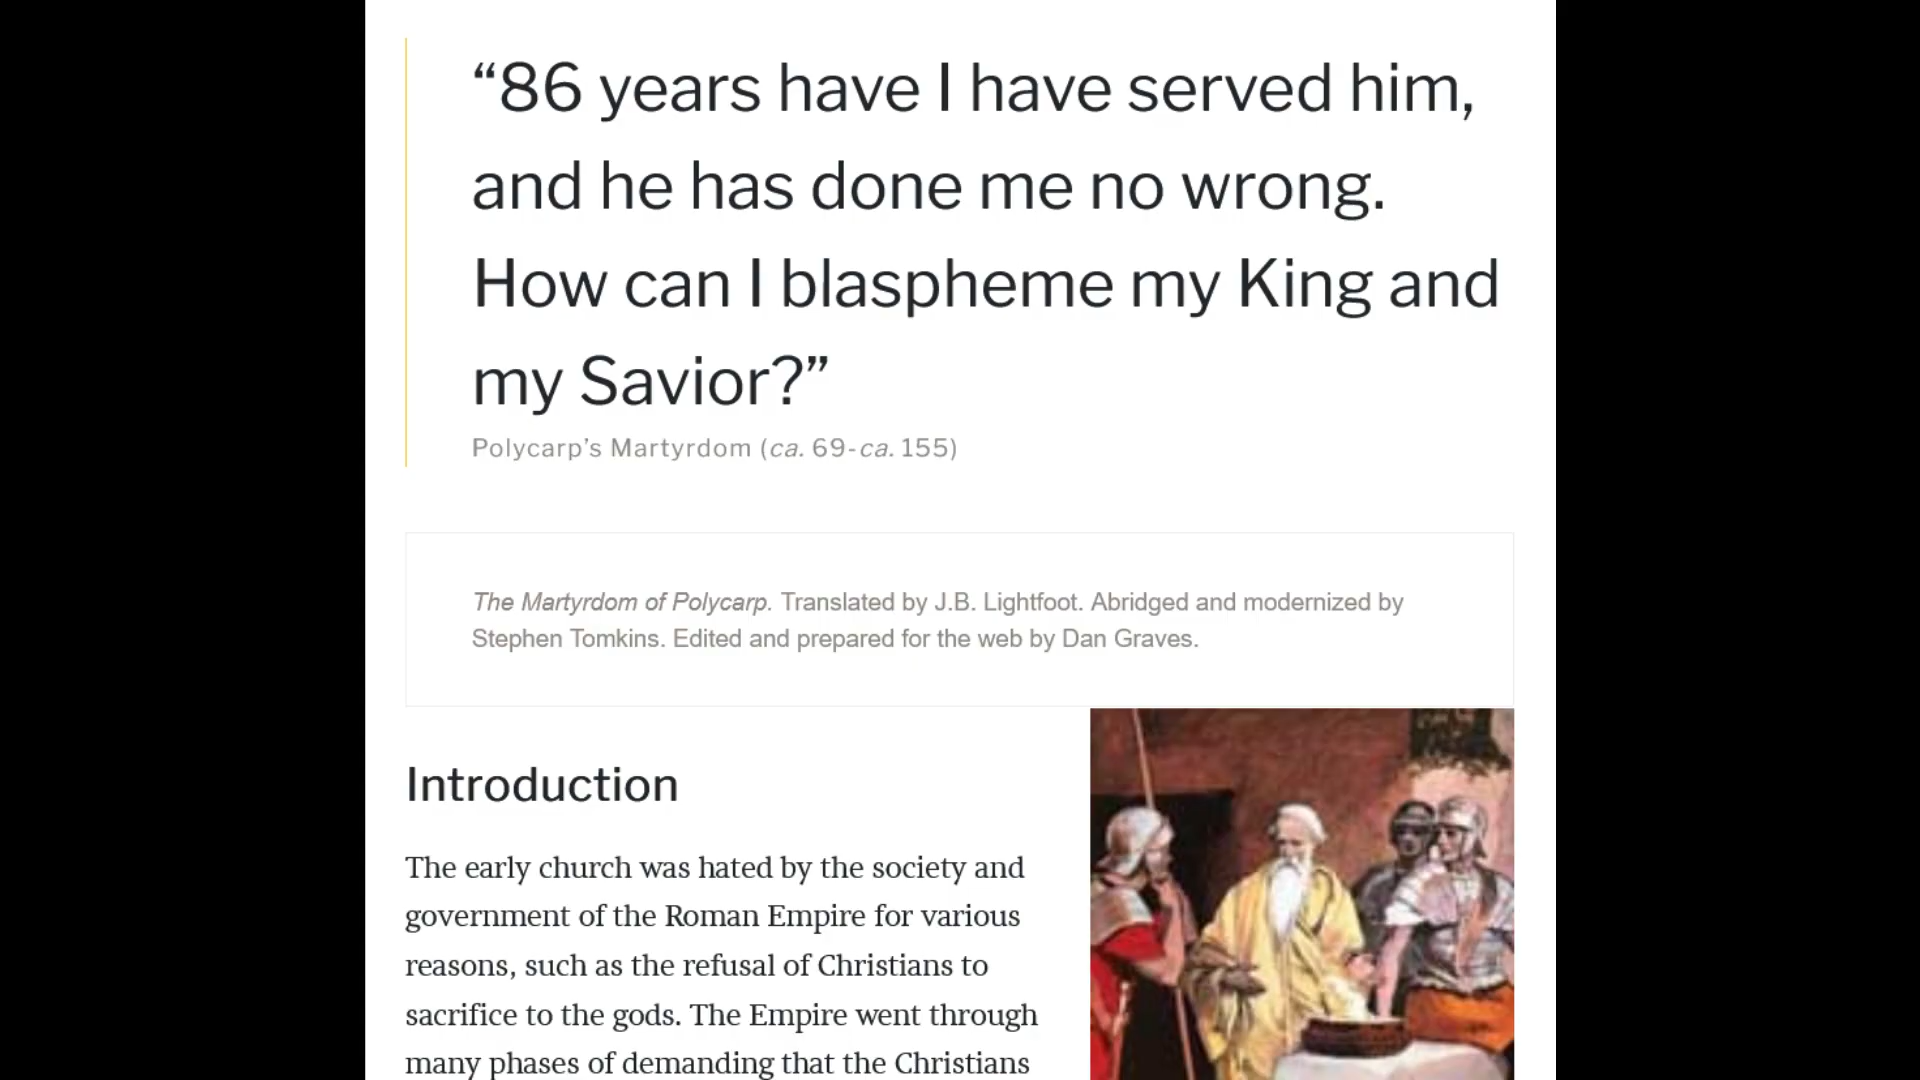 “86 years have I have served him,
and he has done me no wrong.
How can I blaspheme my King and
my Savior?”
Polycarp’s Martyrdom (ca. 69-ca. 155)
The Martyrdom of Polycarp. Translated by J.B. Lightfoot. Abridged and modernized by
Stephen Tomkins. Edited and prepared for the web by Dan Graves.
Introduction
The early church was hated by the society and
government of the Roman Empire for various
reasons, such as the refusal of Christians to
sacrifice to the gods. The Empire went through
many phases of demanding that the Christians